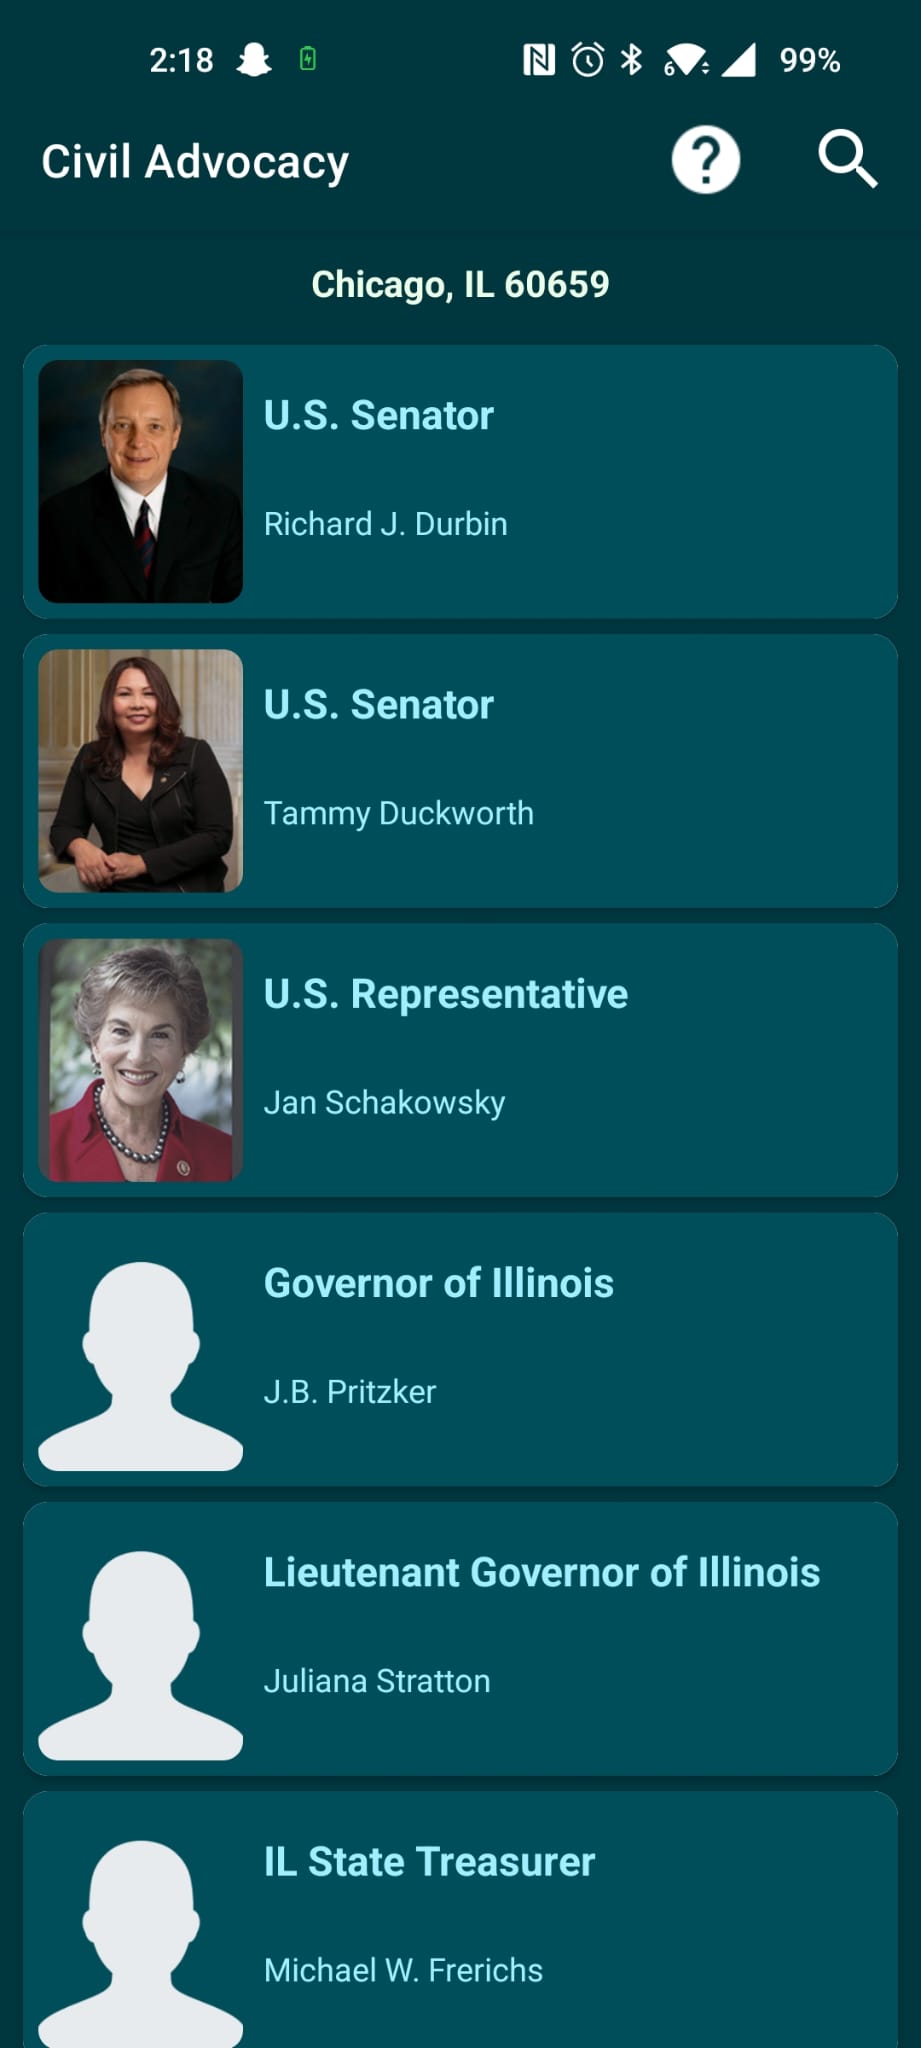 2:18 99%
Civil Advocacy
Chicago, IL 60659
U.S. Senator
Richard J. Durbin
U.S. Senator
Tammy Duckworth
U.S. Representative
Jan Schakowsky
Governor of Illinois
J.B. Pritzker
Lieutenant Governor of Illinois
Juliana Stratton
IL State Treasurer
Michael W. Frerichs